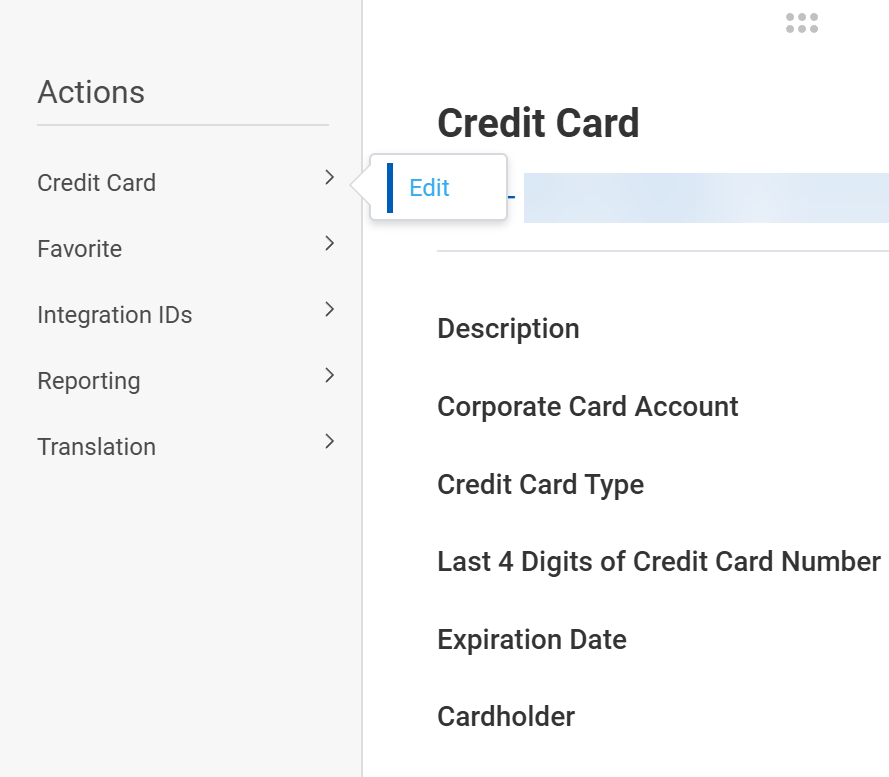 Actions
Credit Card
Favorite
Integration IDs
Reporting
Translation
Edit
Credit Card
Description
Corporate Card Account
Credit Card Type
Last 4 Digits of Credit Card Number
Expiration Date
Cardholder